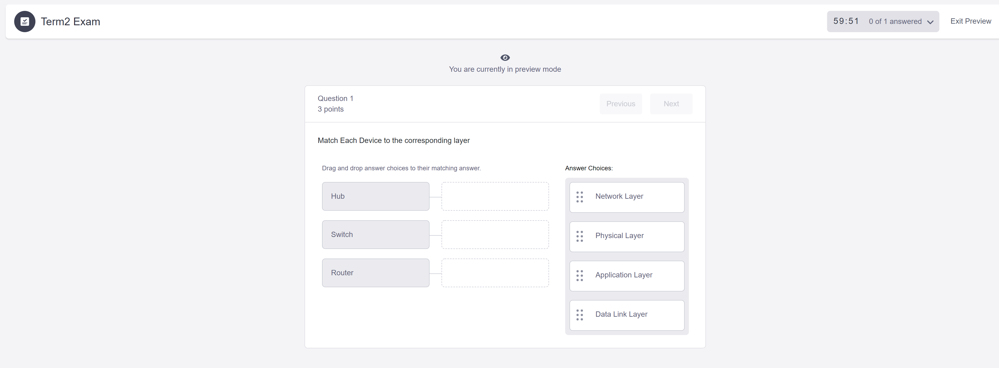 Term2 Exam
59:51 0 of 1 answered
Exit Preview
You are currently in preview mode
Question 1
3 points
Previous
Next
Match Each Device to the corresponding layer
Drag and drop answer choices to their matching answer.
Hub
Switch
Router
Answer Choices:
Network Layer
Physical Layer
Application Layer
Data Link Layer